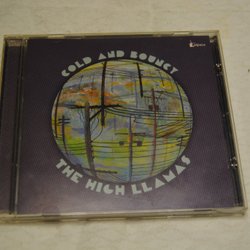 COLD AND BOUNCY
THE HIGH LLAMAS